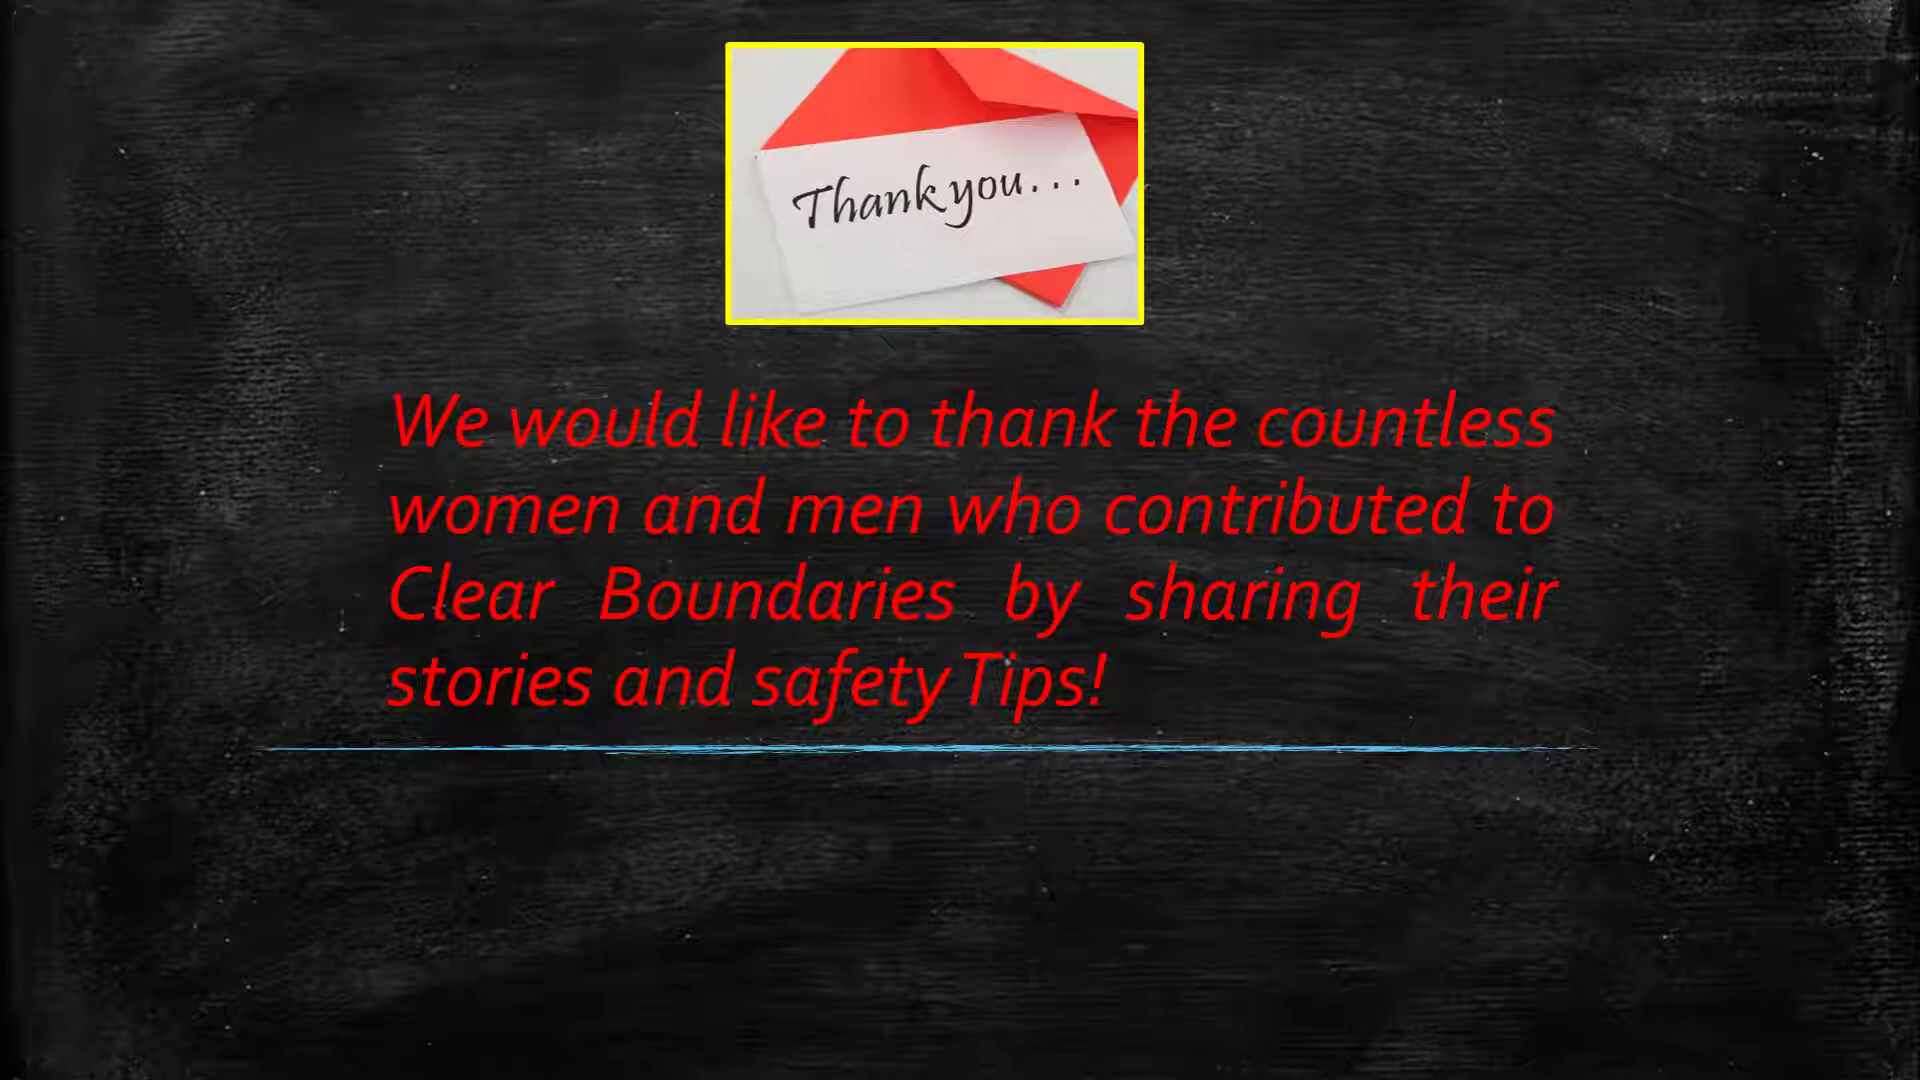 Thank you...
We would like to thank the countless
women and men who contributed to
Clear Boundaries by sharing their
stories and safety Tips!